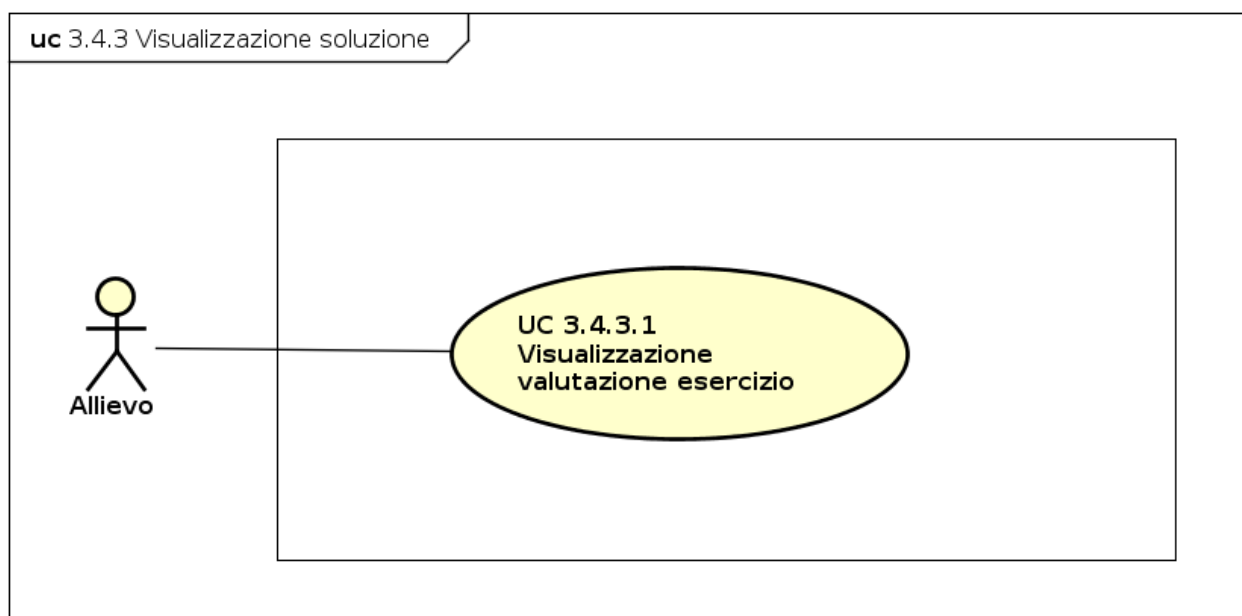 uc 3.4.3 Visualizzazione soluzione
UC 3.4.3.1
Visualizzazione
valutazione esercizio
Allievo